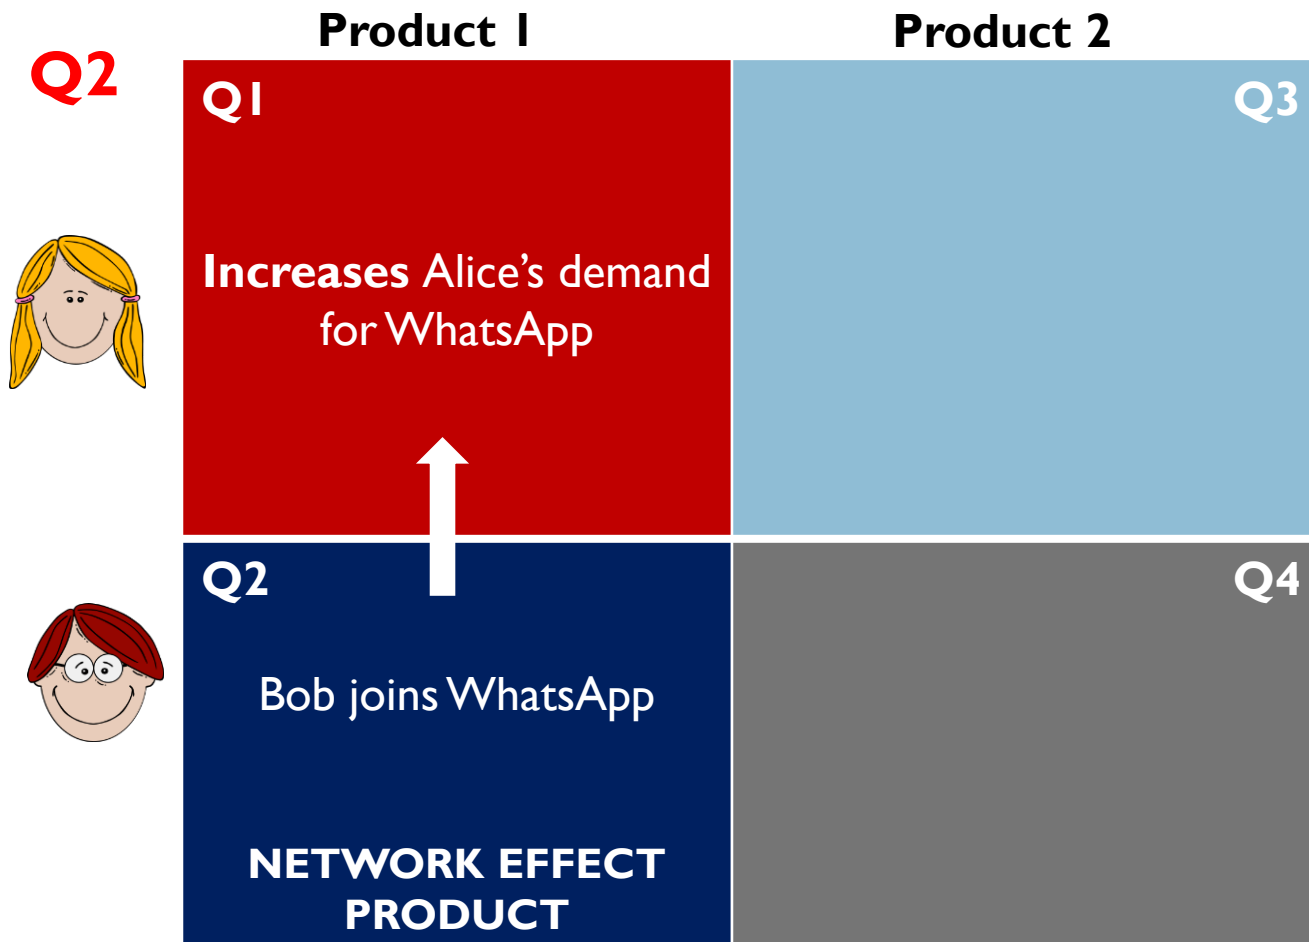 Product 1
Product 2
Q2
Q1
Q3
Increases Alice’s demand
for WhatsApp
Q2
Q4
Bob joins WhatsApp
NETWORK EFFECT
PRODUCT